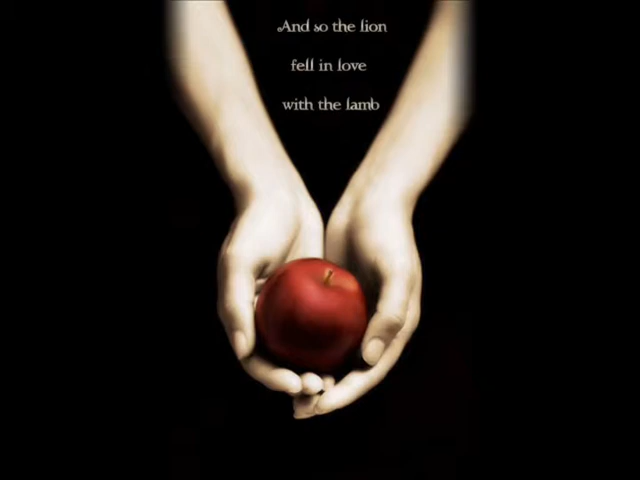 And so the lion
fell in love
with the lamb